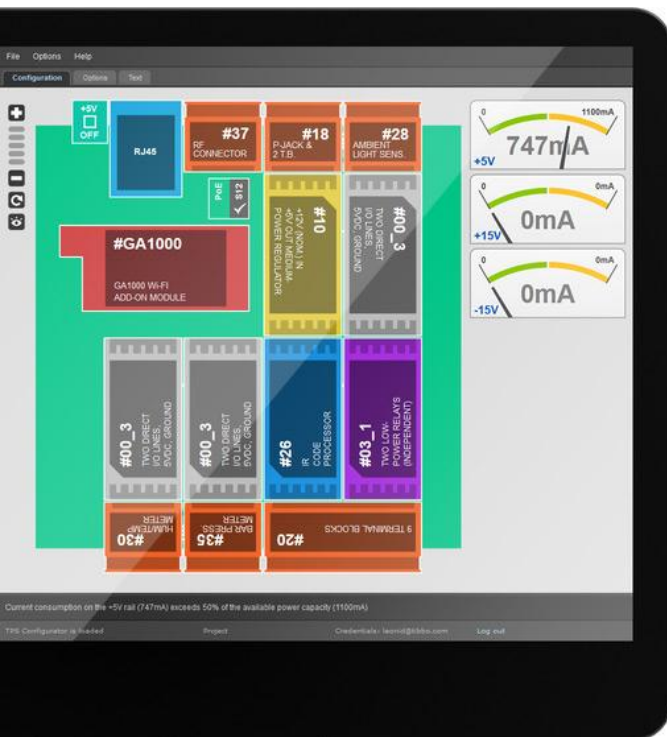 File Options Help
Configuration Options Text
+5V
OFF
RJ45
#37
RF
CONNECTOR
#18
P.JACK &
2 T.B.
#28
AMBIENT
LIGHT SENS.
0 1100mA
747mA
+5V
PoE
S12
#10
+12V (NOM.) IN
+5V OUT MEDIUM-
POWER REGULATOR
#00_3
TWO DIRECT
I/O LINES,
5VDC, GROUND
0 0mA
0mA
+15V
#GA1000
GA1000 Wi-Fi
ADD-ON MODULE
0 0mA
0mA
-15V
#00_3
TWO DIRECT
I/O LINES,
5VDC, GROUND
#00_3
TWO DIRECT
I/O LINES,
5VDC, GROUND
#26
IR
CODE
PROCESSOR
#03_1
TWO LOW-
POWER RELAYS
(INDEPENDENT)
#30
HUM/TEMP
METER
#35
BAR.PRESS.
METER
#20
9 TERMINAL BLOCKS
Current consumption on the +5V rail (747mA) exceeds 50% of the available power capacity (1100mA)
TPS Configurator is loaded Project Credentials: Log out